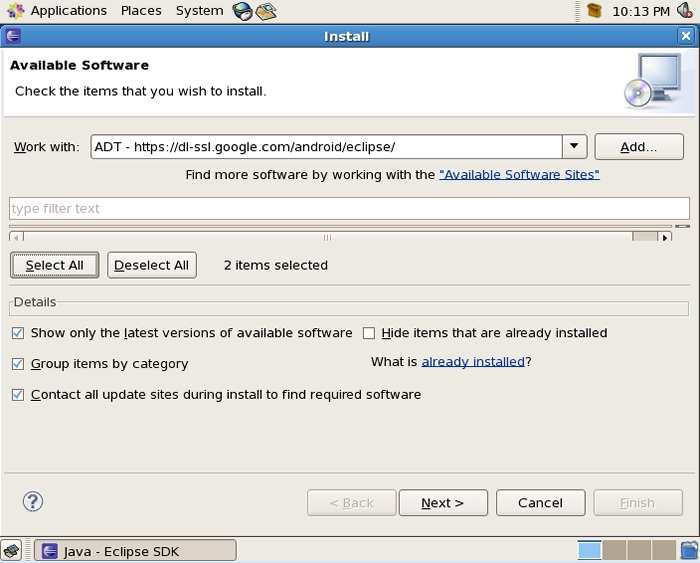 Applications Places System 10:13 PM
Install
Available Software
Check the items that you wish to install.
Work with: ADT - https://dl-ssl.google.com/android/eclipse/ Add...
Find more software by working with the "Available Software Sites"
type filter text
Select All Deselect All 2 items selected
Details
Show only the latest versions of available software Hide items that are already installed
Group items by category What is already installed?
Contact all update sites during install to find required software
? < Back Next > Cancel Finish
Java - Eclipse SDK